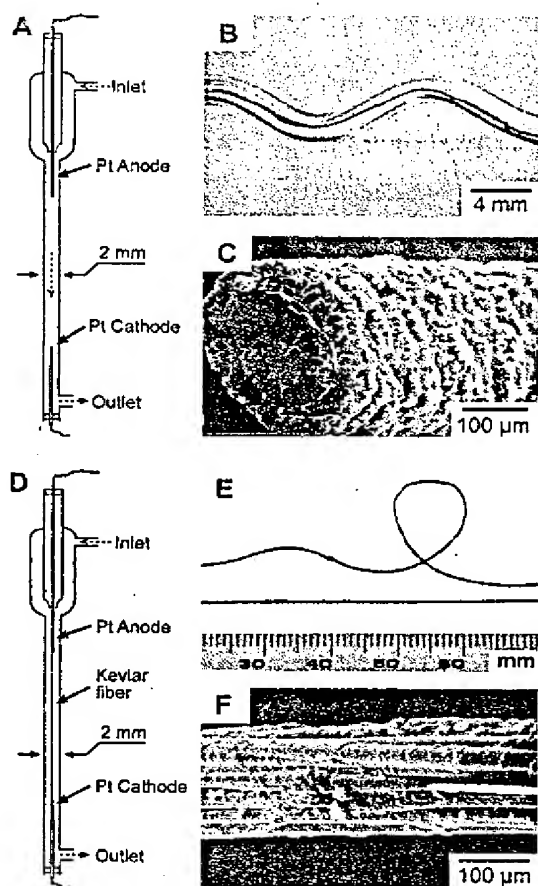 A
Inlet
Pt Anode
2 mm
Pt Cathode
Outlet
B
4 mm
C
100 µm
D
Inlet
Pt Anode
Kevlar
fiber
2 mm
Pt Cathode
Outlet
E
30 40 50 60 mm
F
100 µm